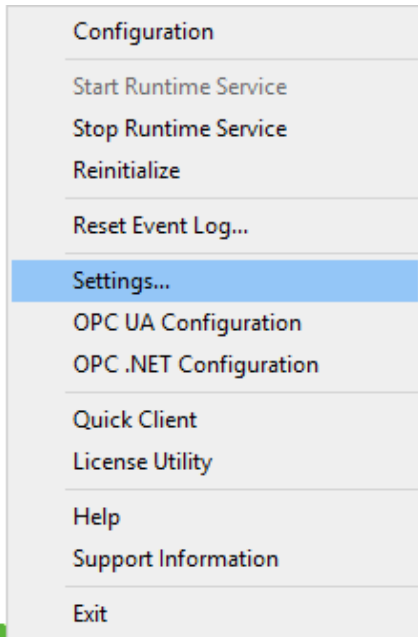 Configuration
Start Runtime Service
Stop Runtime Service
Reinitialize
Reset Event Log...
Settings...
OPC UA Configuration
OPC .NET Configuration
Quick Client
License Utility
Help
Support Information
Exit